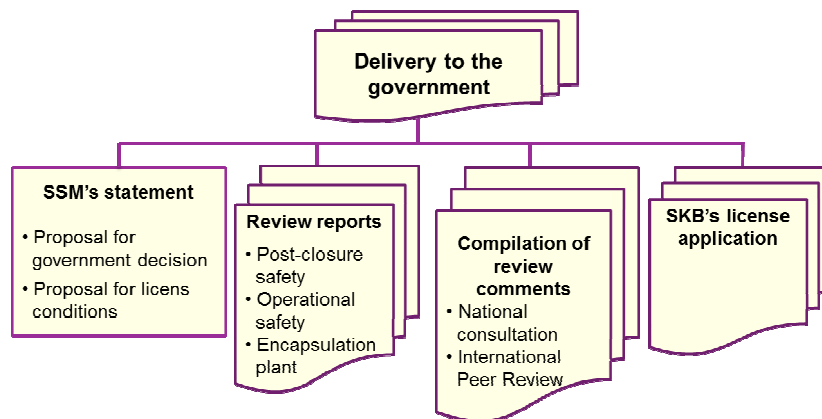 Delivery to the
government
SSM's statement
• Proposal for
government decision
• Proposal for licens
conditions
Review reports
• Post-closure
safety
• Operational
safety
• Encapsulation
plant
Compilation of
review
comments
• National
consultation
• International
Peer Review
SKB's license
application